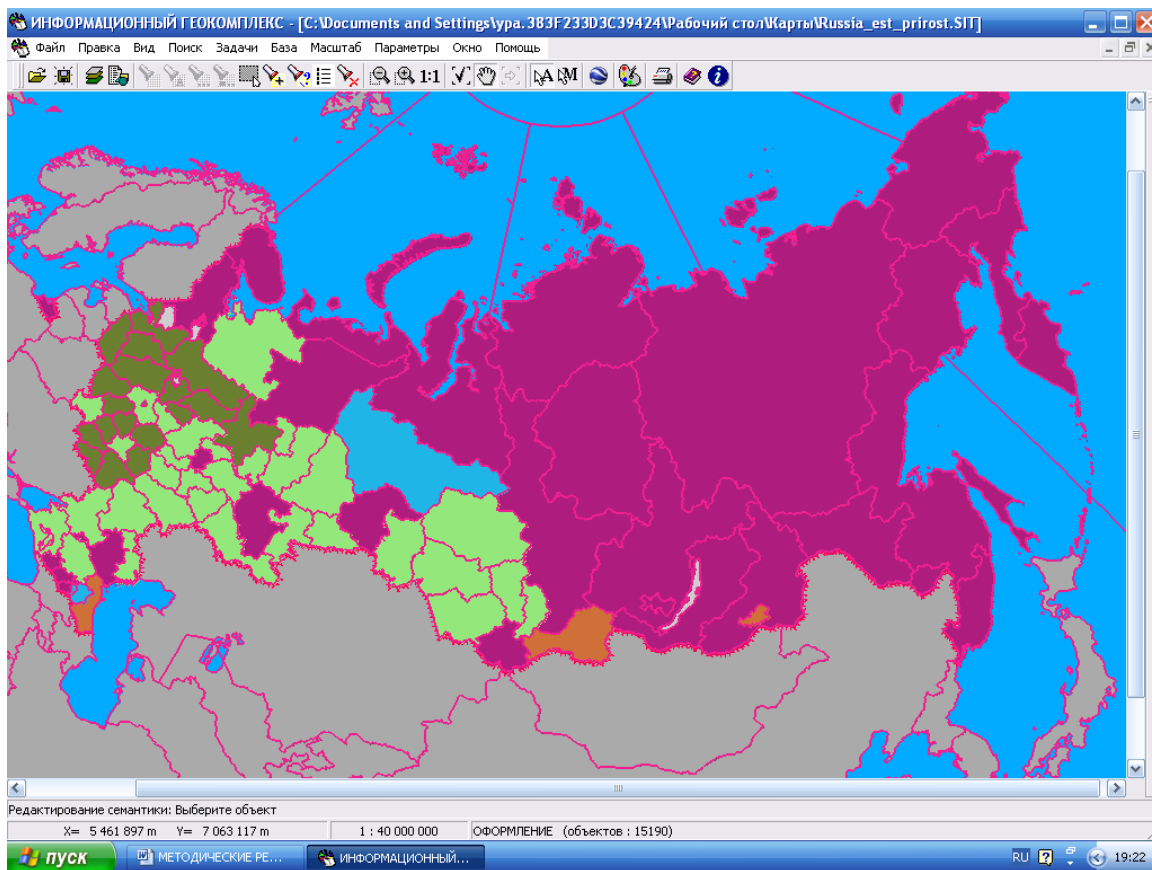 ИНФОРМАЦИОННЫЙ ГЕОКОМПЛЕКС - [C:\Documents and Settings\ура. 383F233D3C39424\Рабочий стол\Карты\Russia_est_prirost.SIT]
Файл Правка Вид Поиск Задачи База Масштаб Параметры Окно Помощь
1:1 A M
Редактирование семантики: Выберите объект
X= 5 461 897 m Y= 7 063 117 m 1 : 40 000 000 ОФОРМЛЕНИЕ (объектов : 15190)
пуск МЕТОДИЧЕСКИЕ РЕ... ИНФОРМАЦИОННЫЙ... RU 19:22